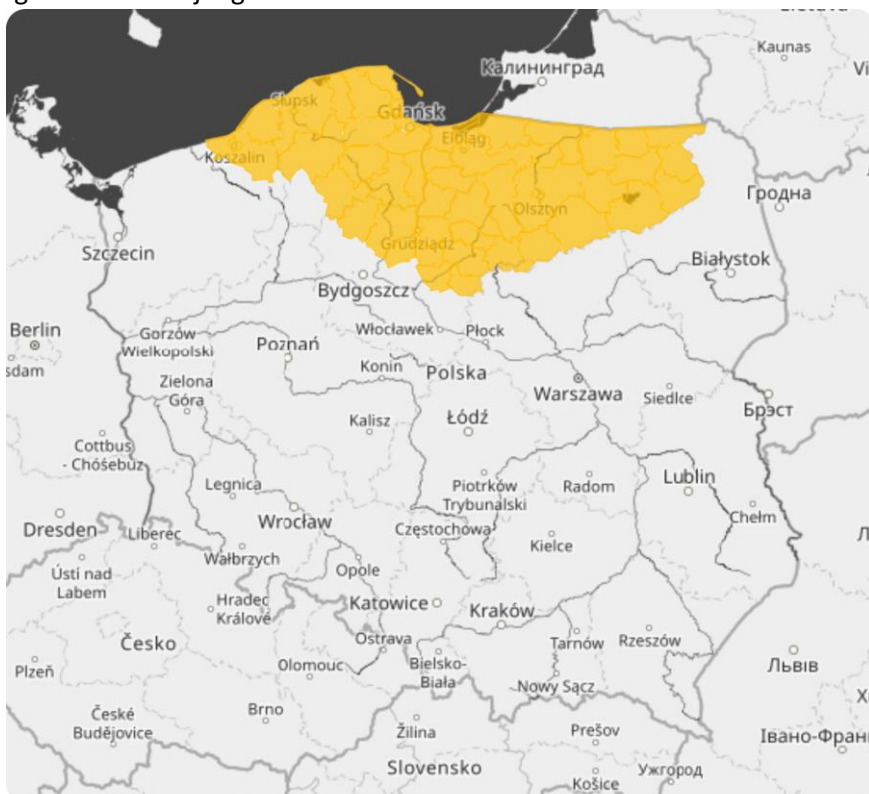 Kaunas
Калининград
Słupsk
Gdańsk
Elbląg
Koszalin
Гродна
Olsztyn
Szczecin
Grudziądz
Białystok
Bydgoszcz
Berlin
Gorzów
Wielkopolski
Włocławek
Płock
Poznań
sdam
Konin
Polska
Zielona
Góra
Warszawa
Siedlce
Брэст
Kalisz
Łódź
Cottbus
- Chóśebuz
Legnica
Piotrków
Trybunalski
Radom
Lublin
Wrocław
Chełm
Dresden
Liberec
Częstochowa
Kielce
Wałbrzych
Opole
Ústí nad
Labem
Hradec
Králové
Katowice
Kraków
Česko
Ostrava
Tarnów
Rzeszów
Plzeň
Olomouc
Bielsko-
Biała
Nowy Sącz
Львів
Brno
České
Budějovice
Žilina
Prešov
Івано-Фран
Slovensko
Košice
Ужгород